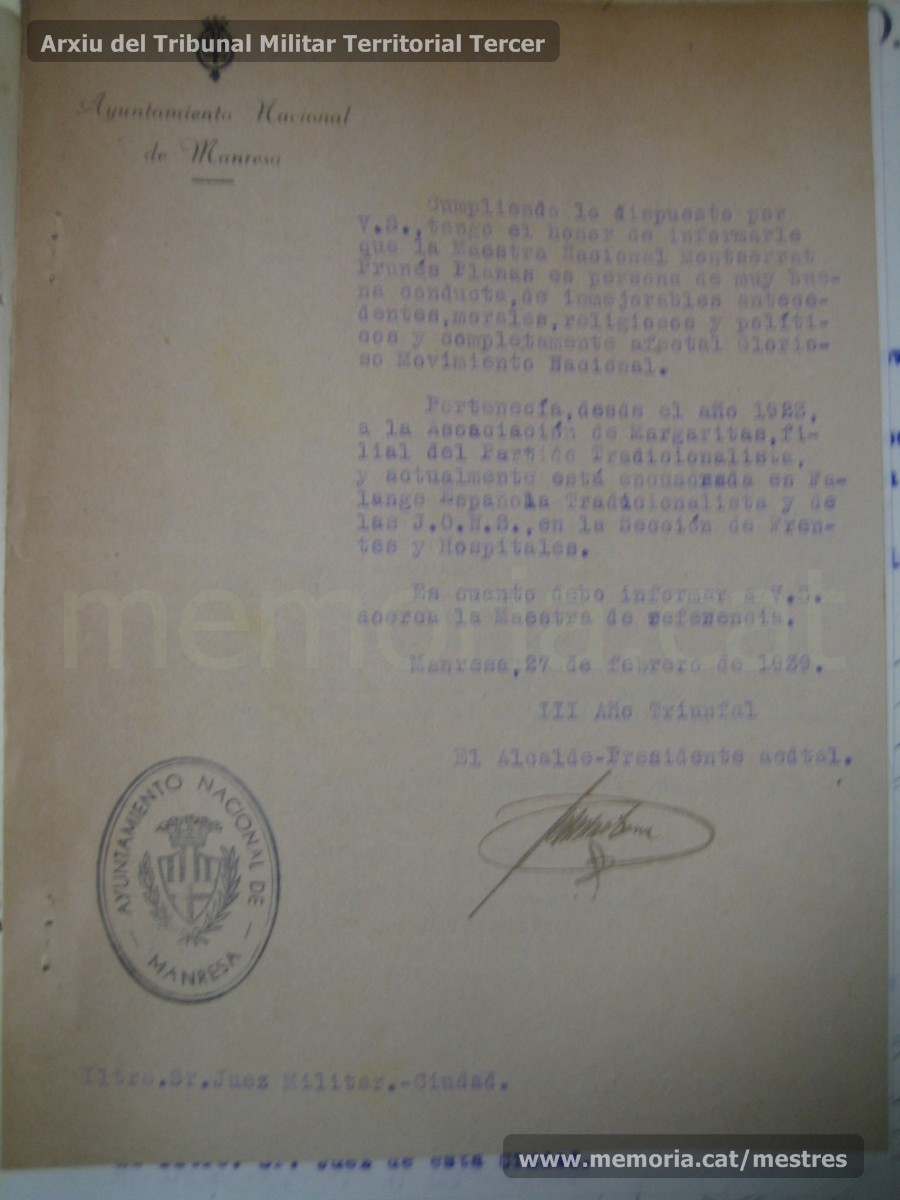 Arxiu del Tribunal Militar Territorial Tercer
Ayuntamiento Nacional
de Manresa
Cumpliendo lo dispuesto por
V.S.,tengo el honor de informarle
que la Maestra Nacional Montserrat
Prunés Planas es persona de muy bue-
na conducta,de inmejorables antece-
dentes,morales,religiosos y políti-
cos y completamente afectal Glorio-
so Movimiento Nacional.
Pertenecía,desde el año 1923,
a la Asociación de Margaritas,fi-
lial del Partido Tradicionalista,
y actualmente está encuadrada en Fa-
lange Española Tradicionalista y de
las J.O.N.S.,en la Sección de Fren-
tes y Hospitales.
Es cuanto debo informar a V.S.
acerca la Maestra de referencia.
memoria.cat
Manresa,27 de febrero de 1939.
III Año Triunfal
El Alcalde-Presidente acdtal.
AYUNTAMIENTO NACIONAL DE
- MANRESA -
Iltre.Sr.Juez Militar.-Ciudad.
www.memoria.cat/mestres